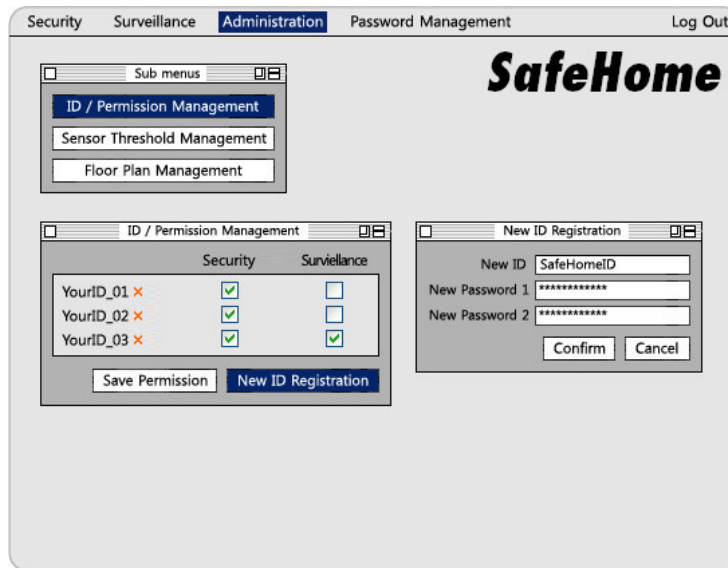 Security Surveillance Administration Password Management Log Out
SafeHome
Sub menus
ID / Permission Management
Sensor Threshold Management
Floor Plan Management
ID / Permission Management
Security Surviellance
YourID_01
YourID_02
YourID_03
Save Permission New ID Registration
New ID Registration
New ID SafeHomeID
New Password 1 ************
New Password 2 ************
Confirm Cancel